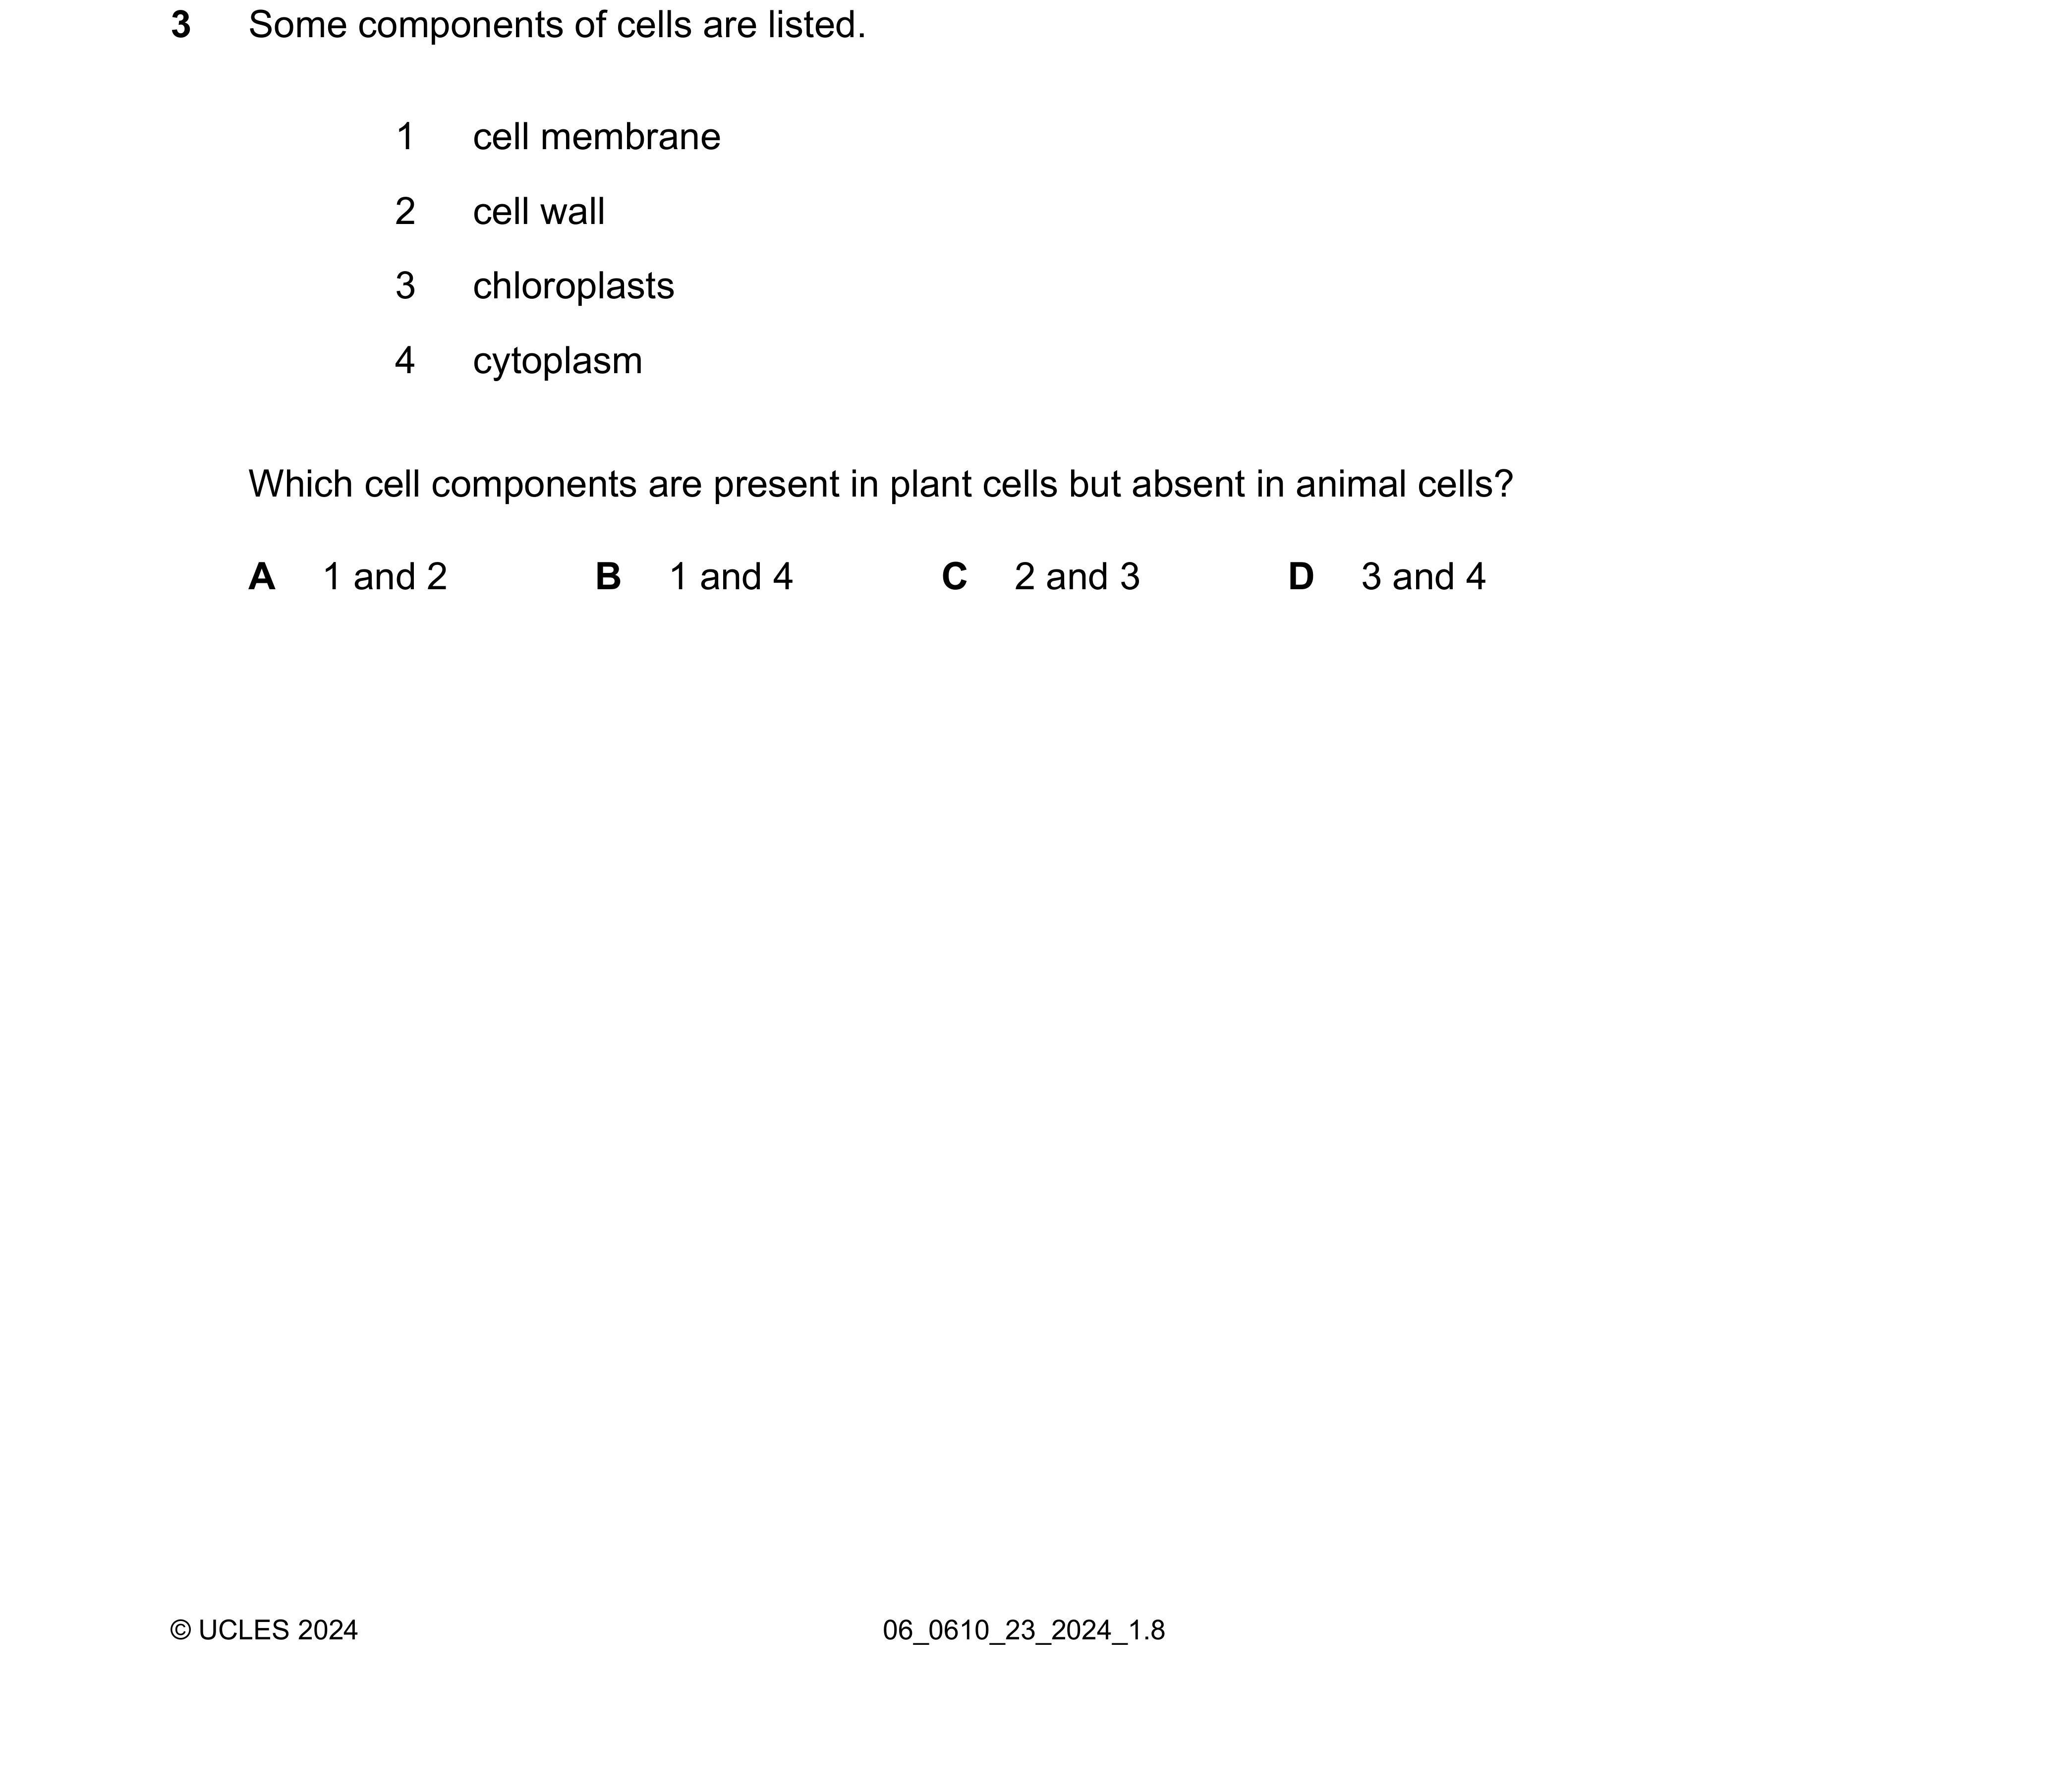 3 Some components of cells are listed.
1 cell membrane
2 cell wall
3 chloroplasts
4 cytoplasm
Which cell components are present in plant cells but absent in animal cells?
A 1 and 2 B 1 and 4 C 2 and 3 D 3 and 4
© UCLES 2024 06_0610_23_2024_1.8